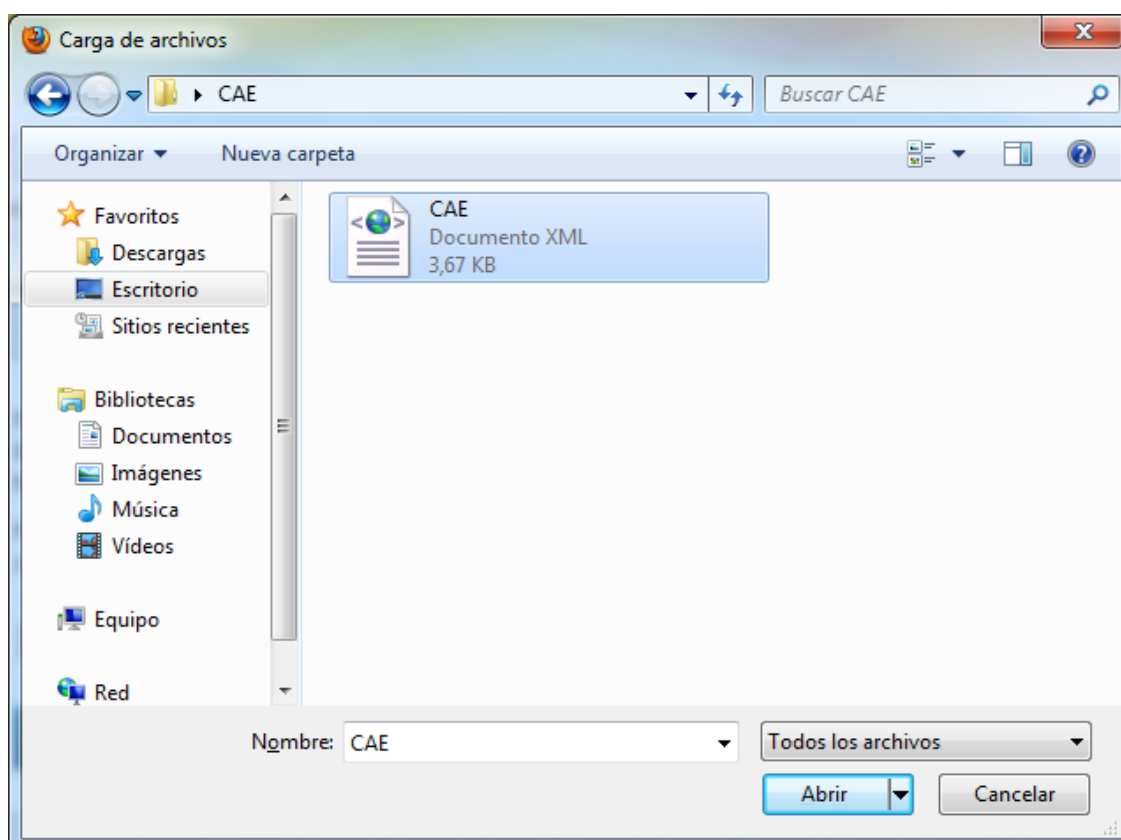 Carga de archivos
CAE
Buscar CAE
Organizar
Nueva carpeta
Favoritos
Descargas
Escritorio
Sitios recientes
Bibliotecas
Documentos
Imágenes
Música
Vídeos
Equipo
Red
CAE
Documento XML
3,67 KB
Nombre: CAE
Todos los archivos
Abrir
Cancelar